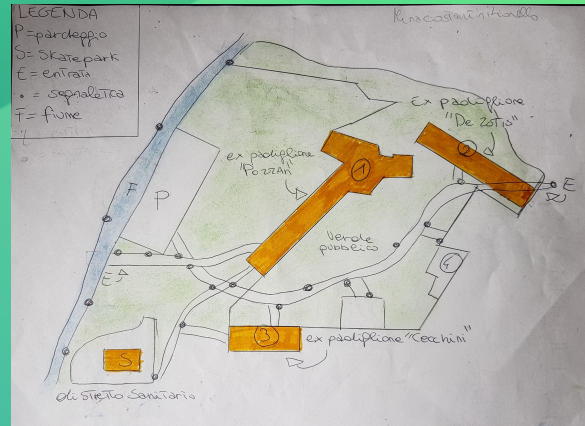 LEGENDA
P = parcheggio
S = Skatepark
E = entrata
• = segnaletica
F = fiume
Ex padiglione
"De Zotis"
2
ex padiglione
"Pozzan"
1
E
F
P
Verde
pubblico
E
4
3
ex padiglione "Cecchini"
S
distretto Sanitario